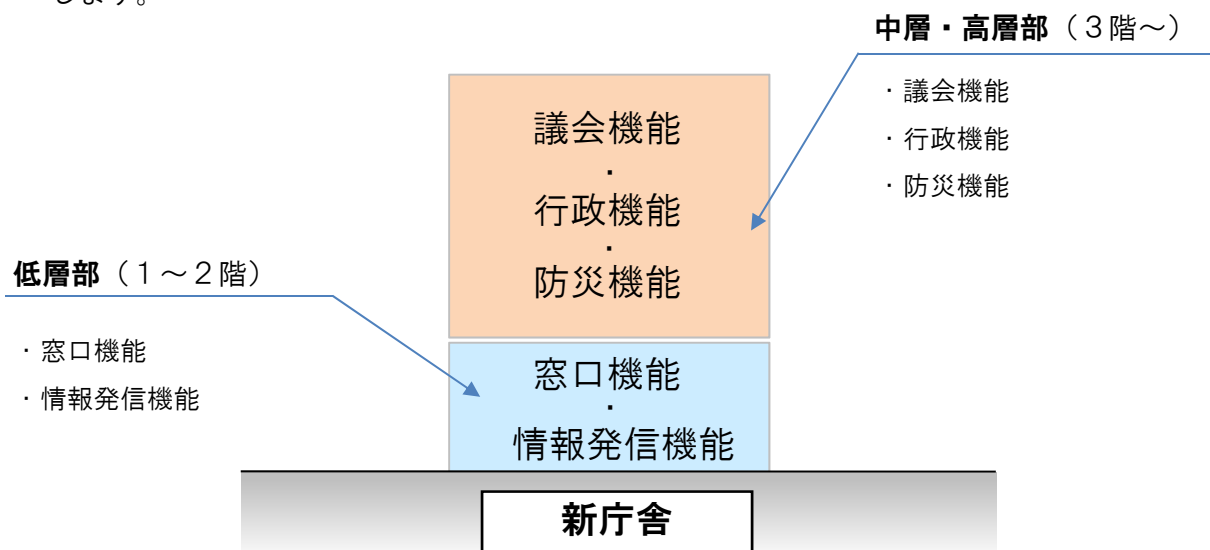 します。
中層・高層部（３階～）
・議会機能
・行政機能
・防災機能
議会機能
・
行政機能
・
防災機能
低層部（１～２階）
・窓口機能
・情報発信機能
窓口機能
・
情報発信機能
新庁舎